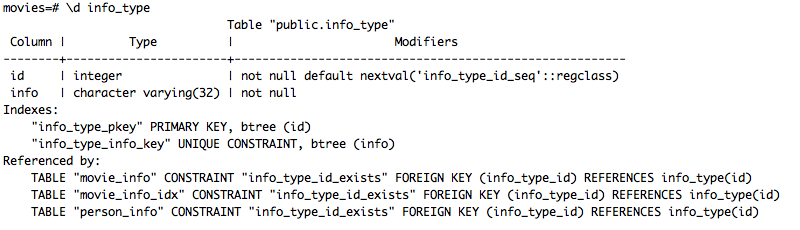 movies=# \d info_type
                                 Table "public.info_type"
 Column |         Type          |                       Modifiers
--------+-----------------------+--------------------------------------------------------
 id     | integer               | not null default nextval('info_type_id_seq'::regclass)
 info   | character varying(32) | not null
Indexes:
    "info_type_pkey" PRIMARY KEY, btree (id)
    "info_type_info_key" UNIQUE CONSTRAINT, btree (info)
Referenced by:
    TABLE "movie_info" CONSTRAINT "info_type_id_exists" FOREIGN KEY (info_type_id) REFERENCES info_type(id)
    TABLE "movie_info_idx" CONSTRAINT "info_type_id_exists" FOREIGN KEY (info_type_id) REFERENCES info_type(id)
    TABLE "person_info" CONSTRAINT "info_type_id_exists" FOREIGN KEY (info_type_id) REFERENCES info_type(id)